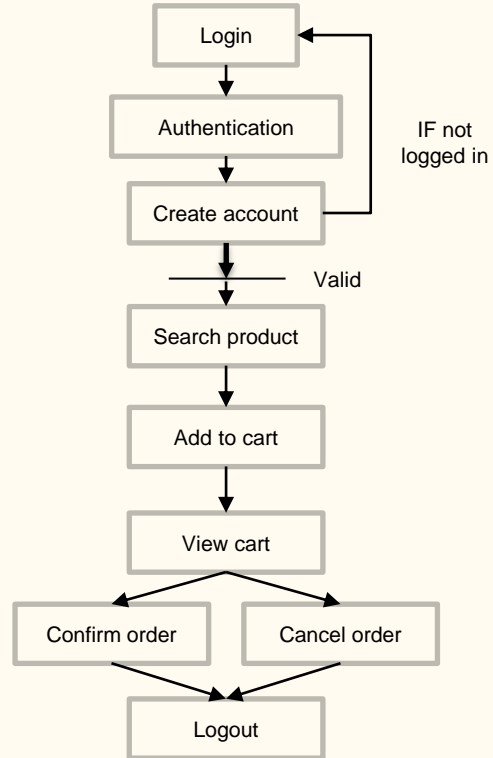 Login
Authentication
IF not
logged in
Create account
Valid
Search product
Add to cart
View cart
Confirm order
Cancel order
Logout